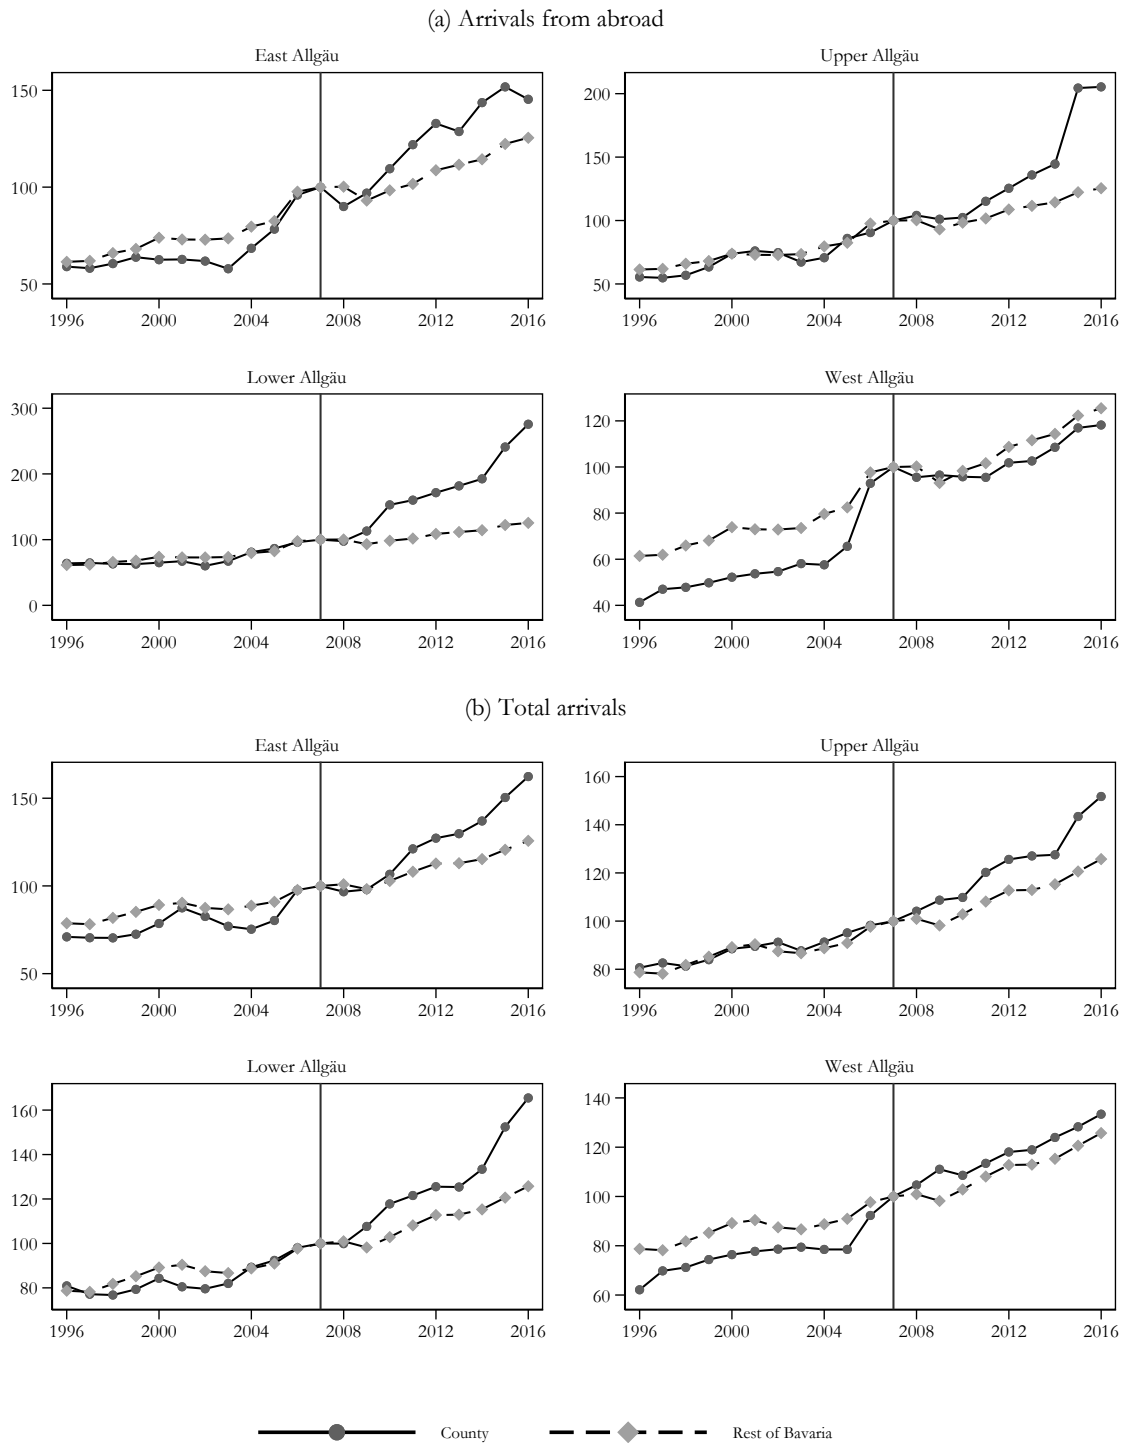 (a) Arrivals from abroad
East Allgäu
150
100
50
1996 2000 2004 2008 2012 2016
Upper Allgäu
200
150
100
50
1996 2000 2004 2008 2012 2016
Lower Allgäu
300
200
100
0
1996 2000 2004 2008 2012 2016
West Allgäu
120
100
80
60
40
1996 2000 2004 2008 2012 2016
(b) Total arrivals
East Allgäu
150
100
50
1996 2000 2004 2008 2012 2016
Upper Allgäu
160
140
120
100
80
1996 2000 2004 2008 2012 2016
Lower Allgäu
160
140
120
100
80
1996 2000 2004 2008 2012 2016
West Allgäu
140
120
100
80
60
1996 2000 2004 2008 2012 2016
County Rest of Bavaria